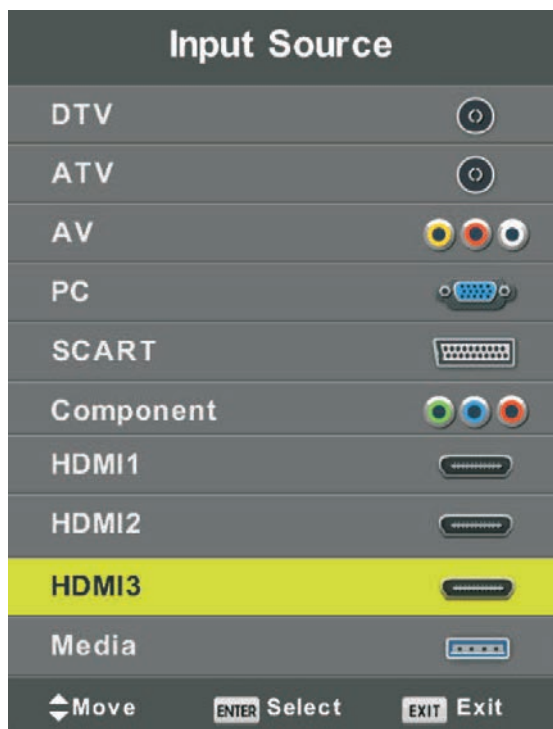 Input Source
DTV
ATV
AV
PC
SCART
Component
HDMI1
HDMI2
HDMI3
Media
Move ENTER Select EXIT Exit